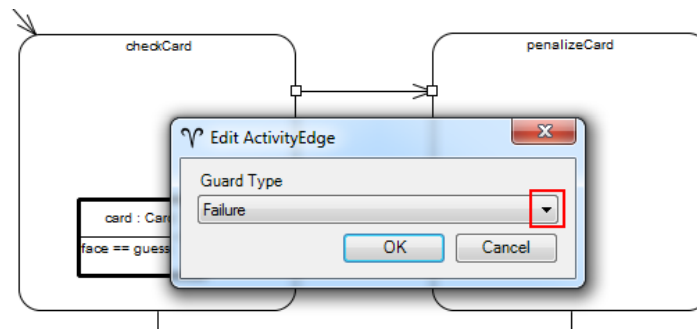 checkCard
penalizeCard
Edit ActivityEdge
Guard Type
Failure
card : Car
face == guess
OK
Cancel